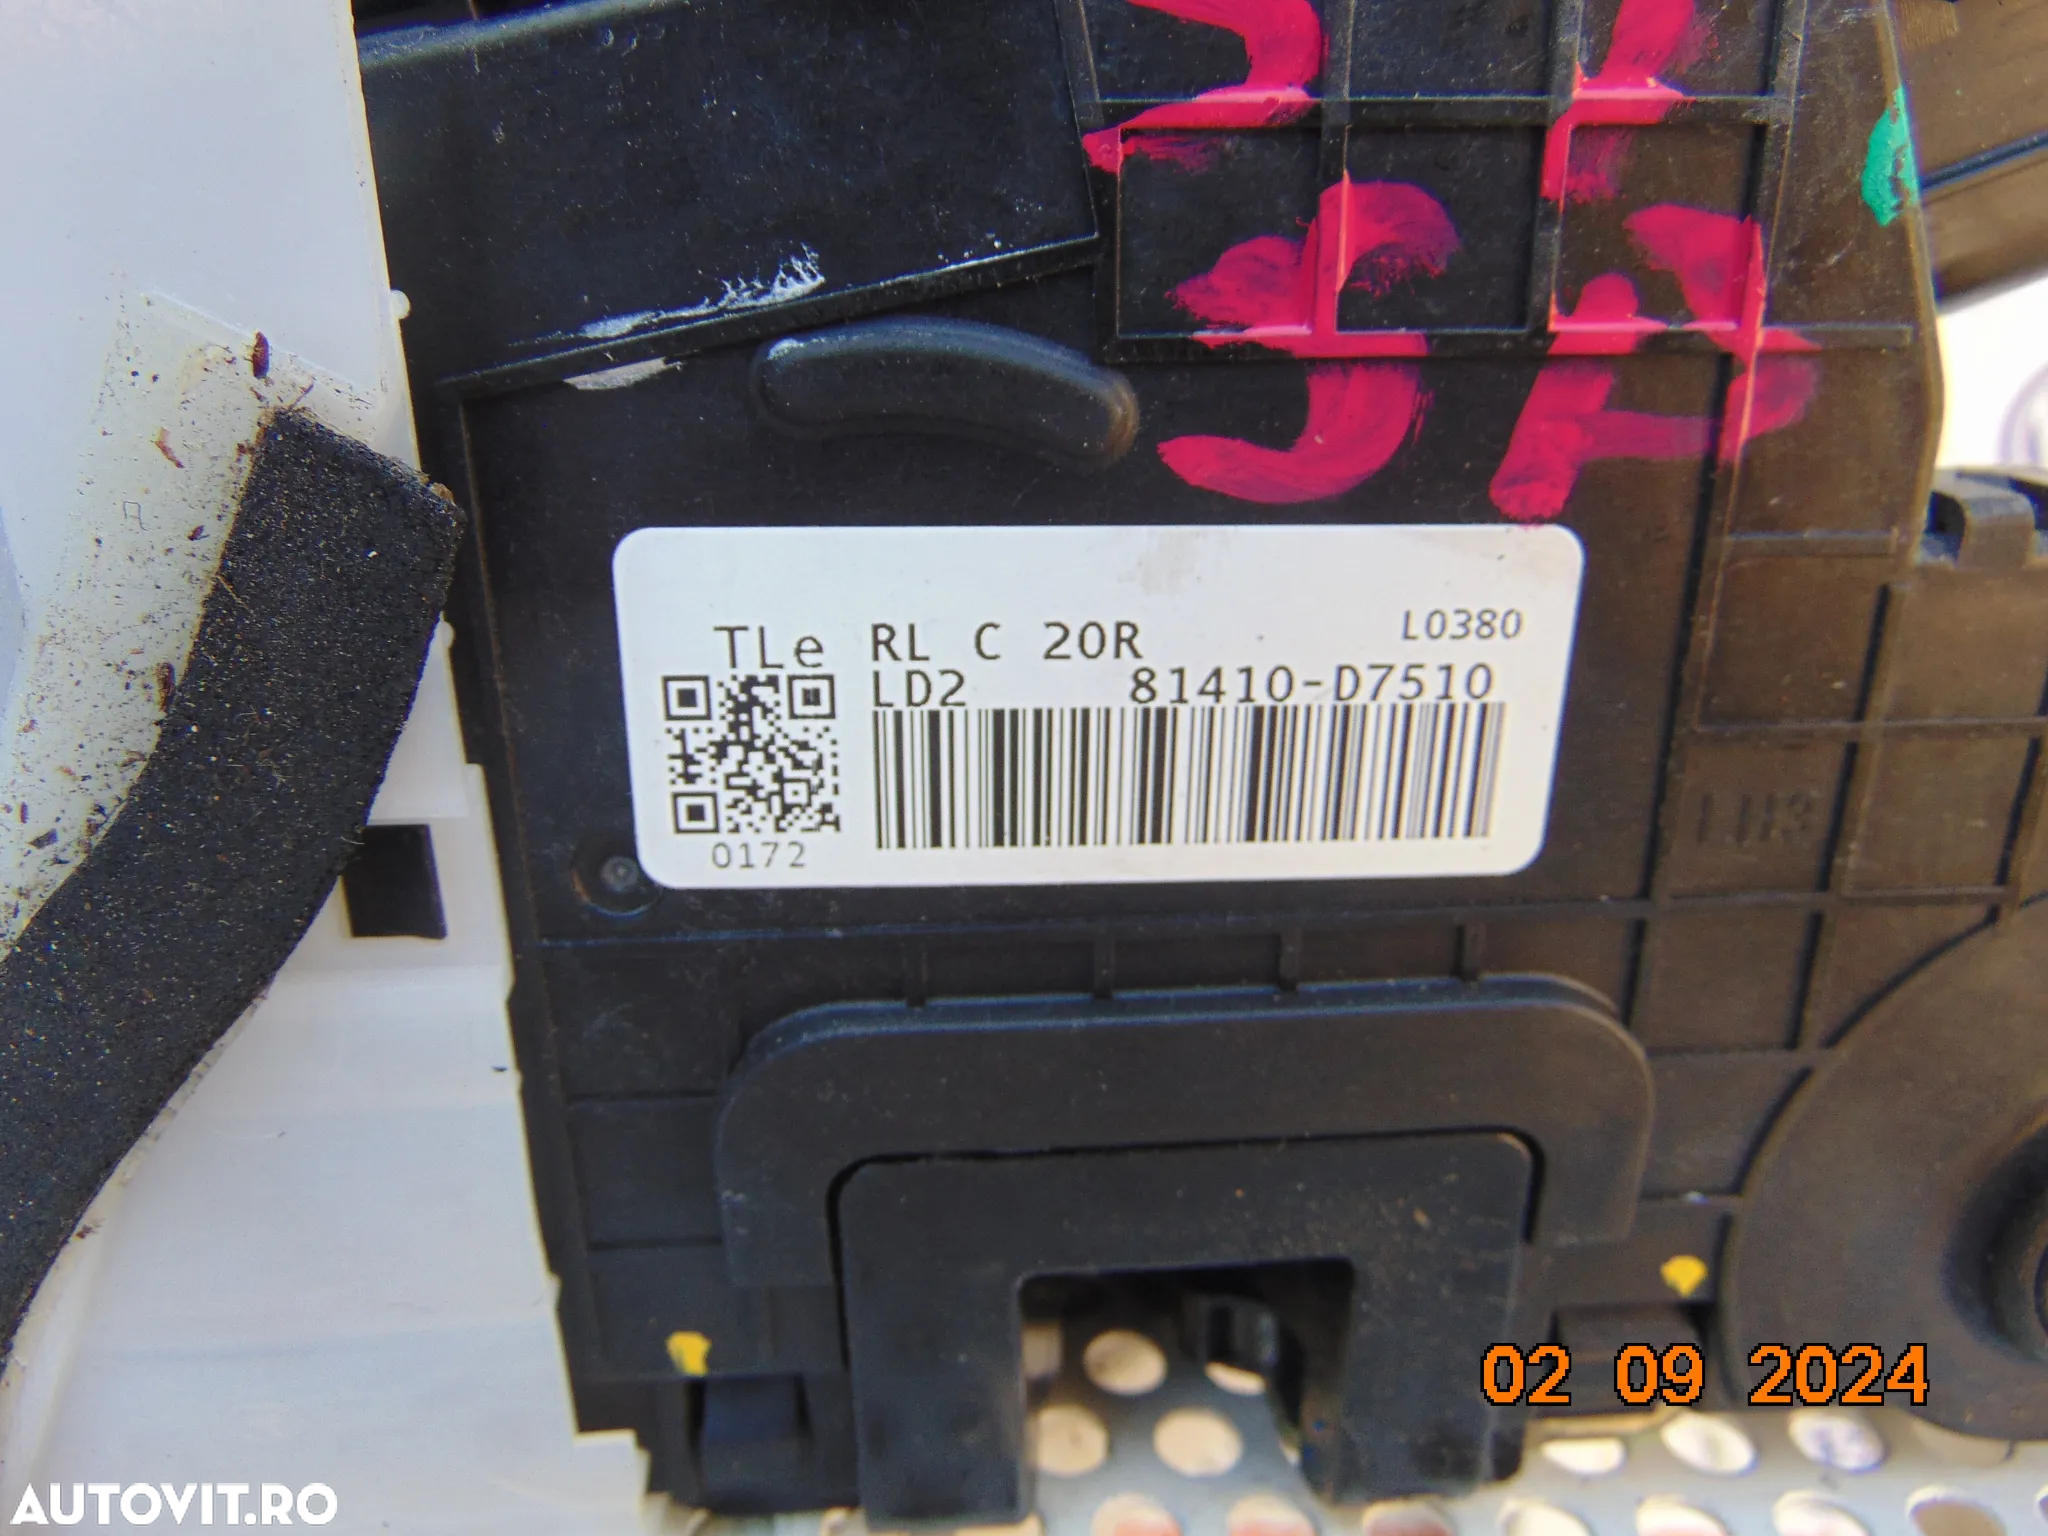 TLe RL C 20R L0380
LD2 81410-D7510
0172
02 09 2024
AUTOVIT.RO